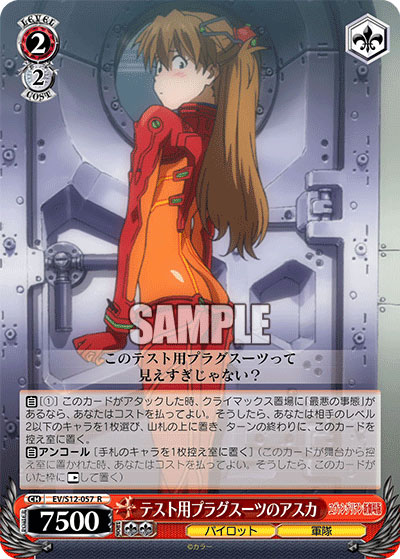 LEVEL
2
2
COST
SAMPLE
このテスト用プラグスーツって
見えすぎじゃない?
自[①] このカードがアタックした時、クライマックス置場に「最悪の事態」が
あるなら、あなたはコストを払ってよい。そうしたら、あなたは相手のレベル
2以下のキャラを1枚選び、山札の上に置き、ターンの終わりに、このカードを
控え室に置く。
自アンコール [手札のキャラを1枚控え室に置く] (このカードが舞台から控え
室に置かれた時、あなたはコストを払ってよい。そうしたら、このカードがい
た枠にレストして置く)
CH EV/S12-057 R
テスト用プラグスーツのアスカ
POWER
7500
パイロット
軍隊
©カラー